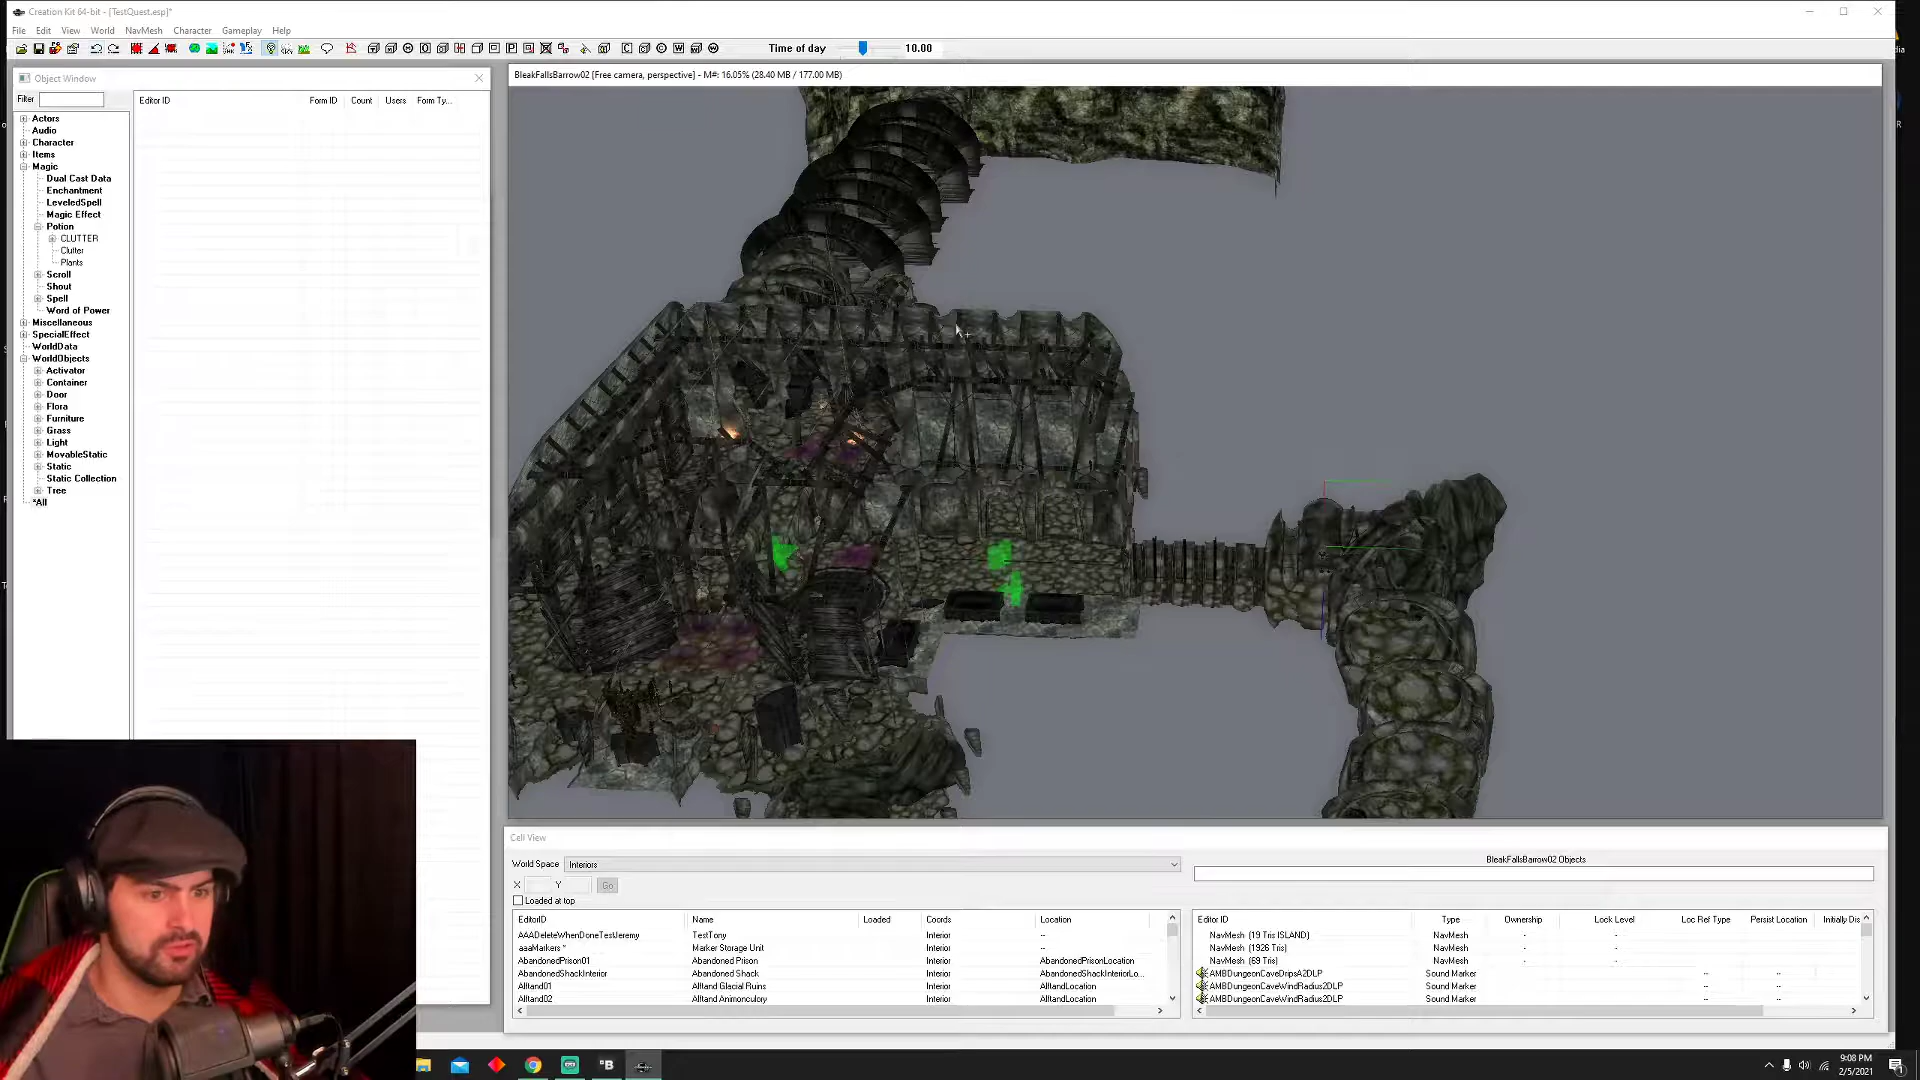 Creation Kit 64-bit - [TestQuest.esp]*
File Edit View World NavMesh Character Gameplay Help
Time of day 10.00
Object Window
Filter
Editor ID Form ID Count Users Form Ty...
Actors
Audio
Character
Items
Magic
Dual Cast Data
Enchantment
LeveledSpell
Magic Effect
Potion
CLUTTER
Clutter
Plants
Scroll
Shout
Spell
Word of Power
Miscellaneous
SpecialEffect
WorldData
WorldObjects
Activator
Container
Door
Flora
Furniture
Grass
Light
MovableStatic
Static
Static Collection
Tree
*All
BleakFallsBarrow02 [Free camera, perspective] - M#: 16.05% (28.40 MB / 177.00 MB)
Cell View
World Space Interiors
X Y Go
Loaded at top
EditorID Name Loaded Coords Location
AAADeleteWhenDoneTestJeremy TestTony Interior --
aaaMarkers * Marker Storage Unit Interior --
AbandonedPrison01 Abandoned Prison Interior AbandonedPrisonLocation
AbandonedShackInterior Abandoned Shack Interior AbandonedShackInteriorLo...
Alftand01 Alftand Glacial Ruins Interior AlftandLocation
Alftand02 Alftand Animonculory Interior AlftandLocation
BleakFallsBarrow02 Objects
Editor ID Type Ownership Lock Level Loc Ref Type Persist Location Initially Dis
NavMesh (19 Tris ISLAND) NavMesh - -
NavMesh (1926 Tris) NavMesh - -
NavMesh (69 Tris) NavMesh - -
AMBDungeonCaveDripsA2DLP Sound Marker -- --
AMBDungeonCaveWindRadius2DLP Sound Marker -- --
AMBDungeonCaveWindRadius2DLP Sound Marker -- --
9:08 PM
2/5/2021